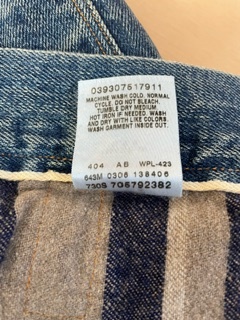 039307517911
MACHINE WASH COLD. NORMAL
CYCLE. DO NOT BLEACH.
TUMBLE DRY MEDIUM.
HOT IRON IF NEEDED. WASH
AND DRY WITH LIKE COLORS.
WASH GARMENT INSIDE OUT.
404 AB WPL-423
643M 0306 138406
730S 706792382